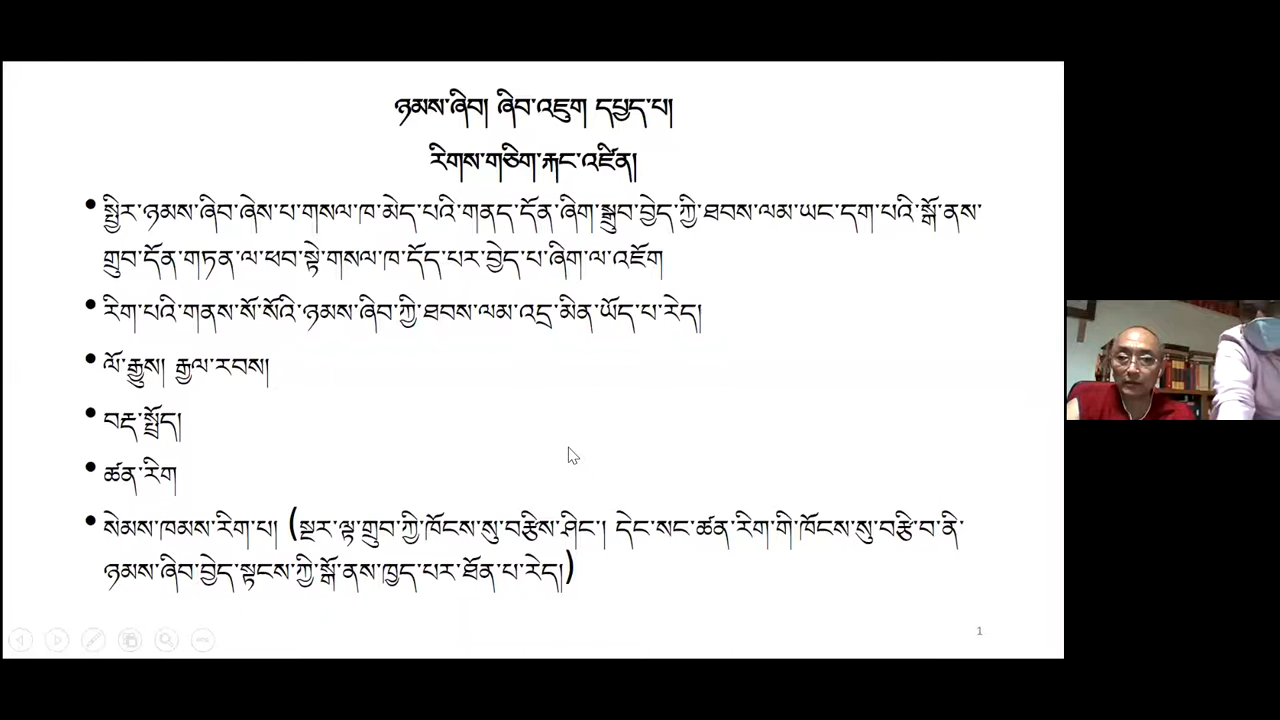 ཉམས་ཞིབ། ཞིབ་འཇུག དཔྱད་པ།
རིགས་གཅིག་རྐང་འཛིན།
• སྤྱིར་ཉམས་ཞིབ་ཞེས་པ་གསལ་ཁ་མེད་པའི་གནད་དོན་ཞིག་སྒྲུབ་བྱེད་ཀྱི་ཐབས་ལམ་ཡང་དག་པའི་སྒོ་ནས་
གྲུབ་དོན་གཏན་ལ་ཕབ་སྟེ་གསལ་ཁ་དོད་པར་བྱེད་པ་ཞིག་ལ་འཇོག
• རིག་པའི་གནས་སོ་སོའི་ཉམས་ཞིབ་ཀྱི་ཐབས་ལམ་འདྲ་མིན་ཡོད་པ་རེད།
• ལོ་རྒྱུས། རྒྱལ་རབས།
• བརྡ་སྤྲོད།
• ཚན་རིག
• སེམས་ཁམས་རིག་པ། (སྔར་ལྟ་གྲུབ་ཀྱི་ཁོངས་སུ་བརྩིས་ཤིང་། དེང་སང་ཚན་རིག་གི་ཁོངས་སུ་བརྩི་བ་ནི་
ཉམས་ཞིབ་བྱེད་སྟངས་ཀྱི་སྒོ་ནས་ཁྱད་པར་ཐོན་པ་རེད།)
1